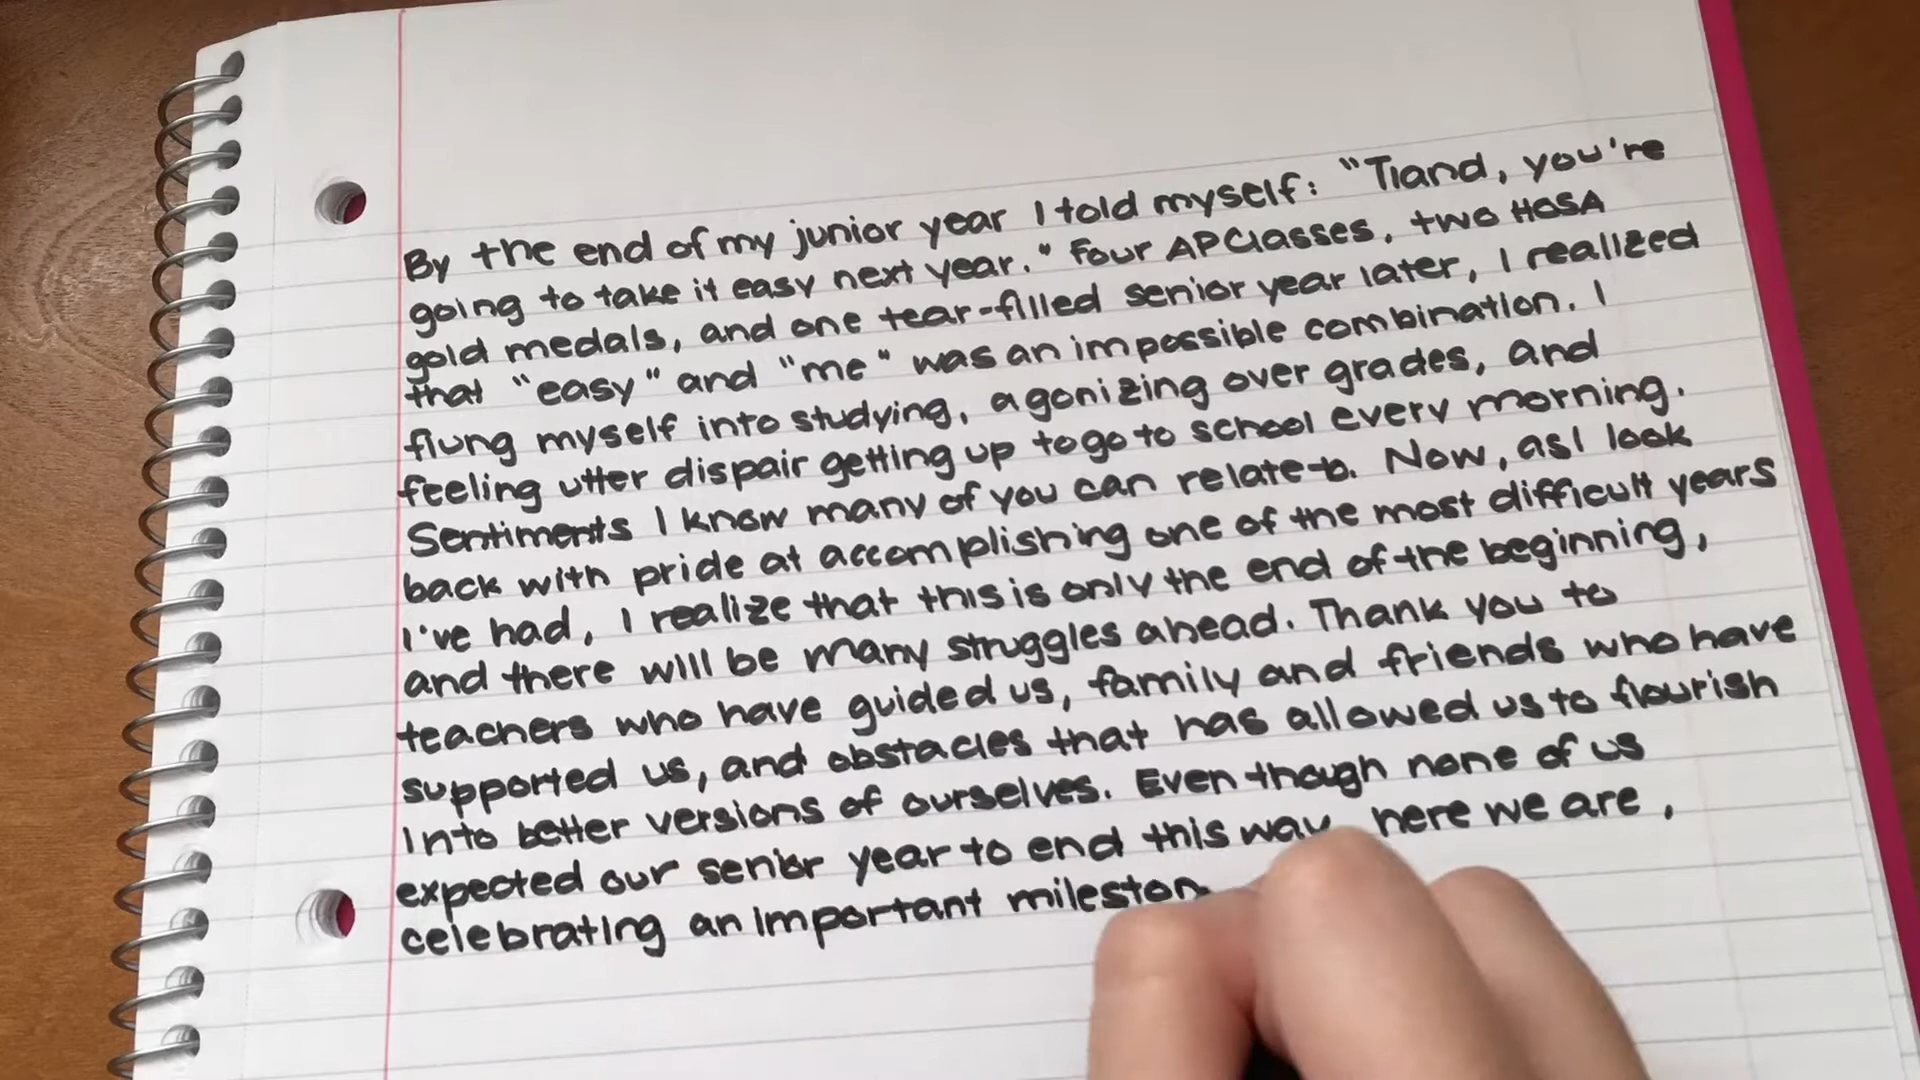 By the end of my junior year I told myself: "Tiand, you're
going to take it easy next year." Four AP Classes, two HOSA
gold medals, and one tear-filled senior year later, I realized
that "easy" and "me" was an impossible combination. I
flung myself into studying, agonizing over grades, and
feeling utter dispair getting up to go to school every morning.
Sentiments I know many of you can relate to. Now, as I look
back with pride at accomplishing one of the most difficult years
I've had, I realize that this is only the end of the beginning,
and there will be many struggles ahead. Thank you to
teachers who have guided us, family and friends who have
supported us, and obstacles that has allowed us to flourish
into better versions of ourselves. Even though none of us
expected our senior year to end this way, here we are,
celebrating an important mileston